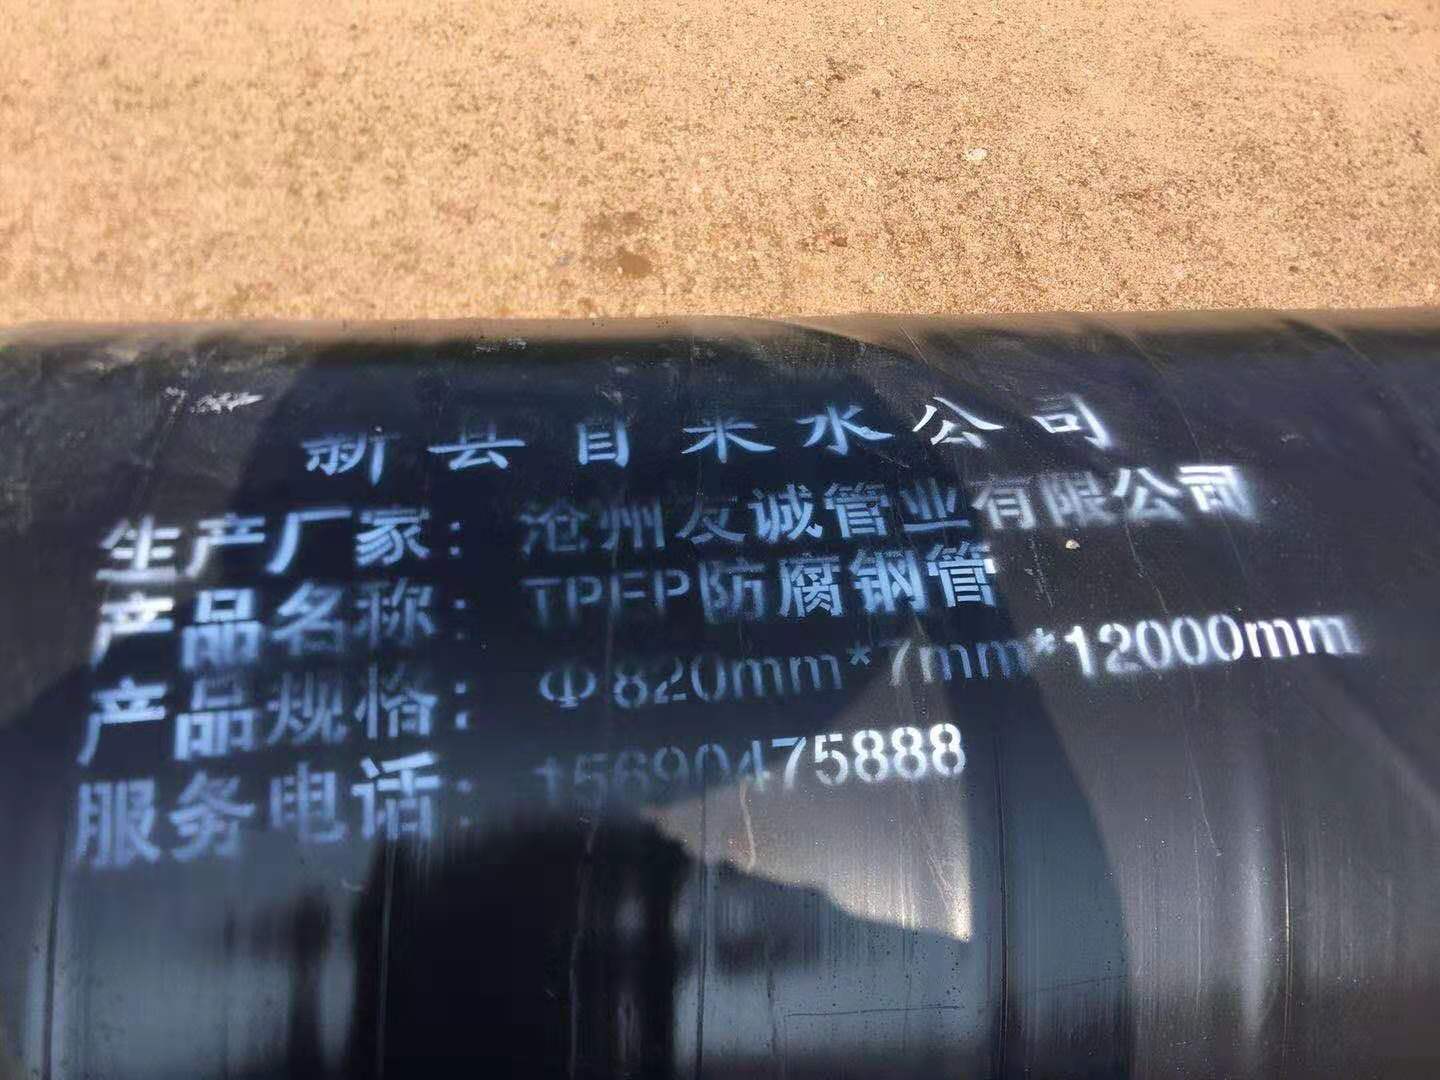 新县自来水公司
生产厂家：沧州友诚管业有限公司
产品名称：TPEP防腐钢管
产品规格：Φ820mm*7mm*12000mm
服务电话：15690475888